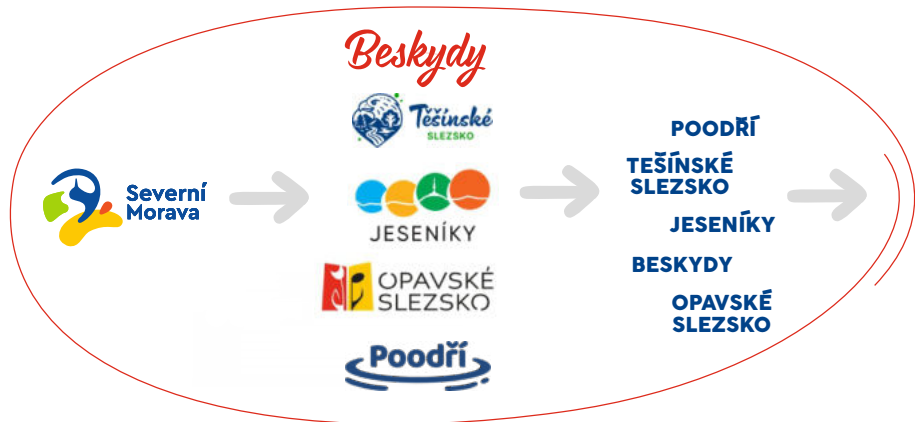 Severní
Morava
Beskydy
Těšínské
SLEZSKO
JESENÍKY
OPAVSKÉ
SLEZSKO
Poodří
POODŘÍ
TEŠÍNSKÉ
SLEZSKO
JESENÍKY
BESKYDY
OPAVSKÉ
SLEZSKO